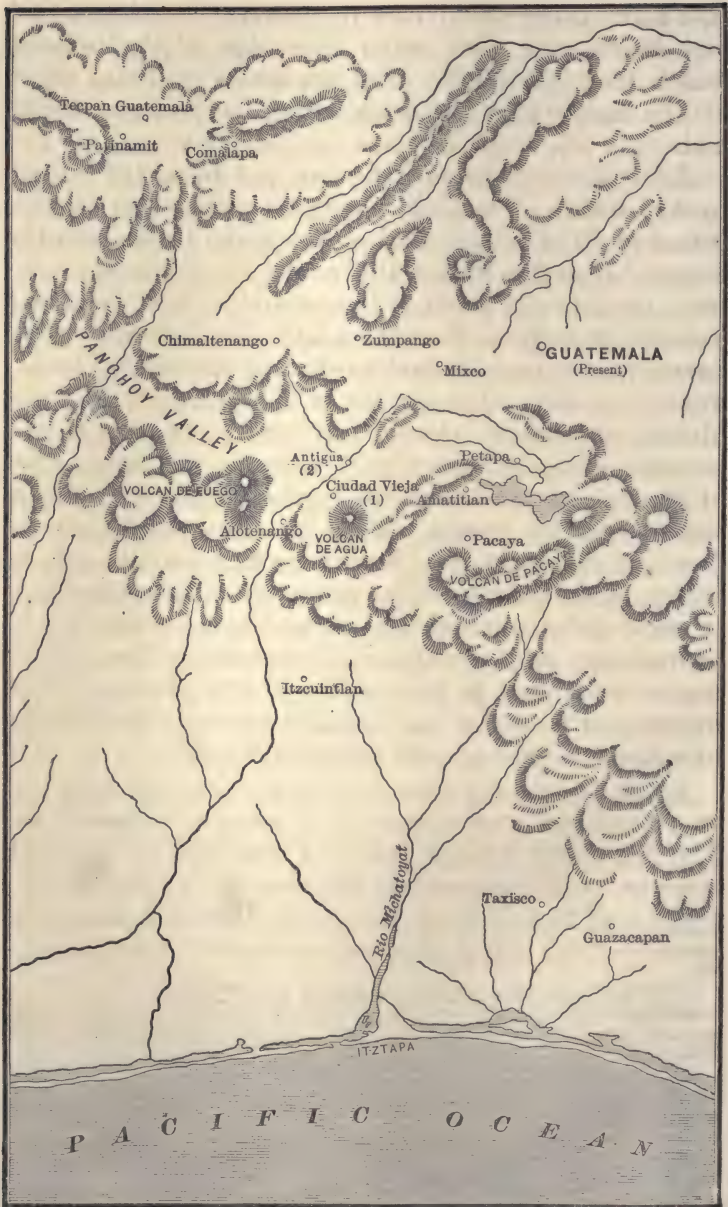 Tecpan Guatemala
Patinamit
Comalapa
Chimaltenango
Zumpango
GUATEMALA
(Present)
Mixco
PANCHOY VALLEY
Antigua
(2)
Petapa
VOLCAN DE FUEGO
Ciudad Vieja
(1)
Amatitlan
Alotenango
VOLCAN
DE AGUA
Pacaya
VOLCAN DE PACAYA
Itzcuintlan
Rio Michatoyat
Taxisco
Guazacapan
ITZTAPA
PACIFIC OCEAN